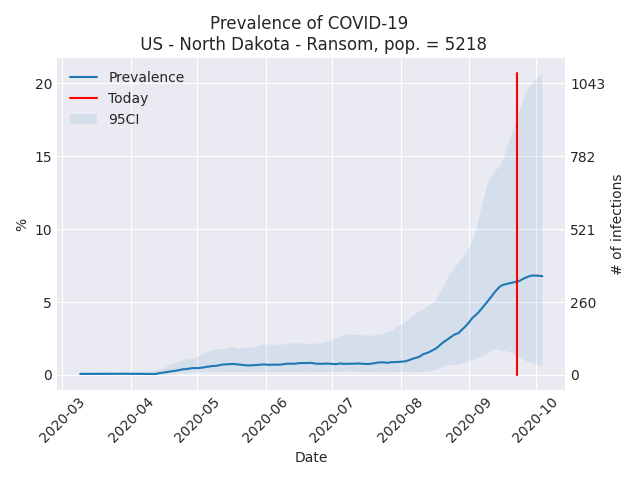 Prevalence of COVID-19
US - North Dakota - Ransom, pop. = 5218
Prevalence
Today
95CI
%
20
15
10
5
0
1043
782
521
260
0
# of infections
2020-03
2020-04
2020-05
2020-06
2020-07
2020-08
2020-09
2020-10
Date